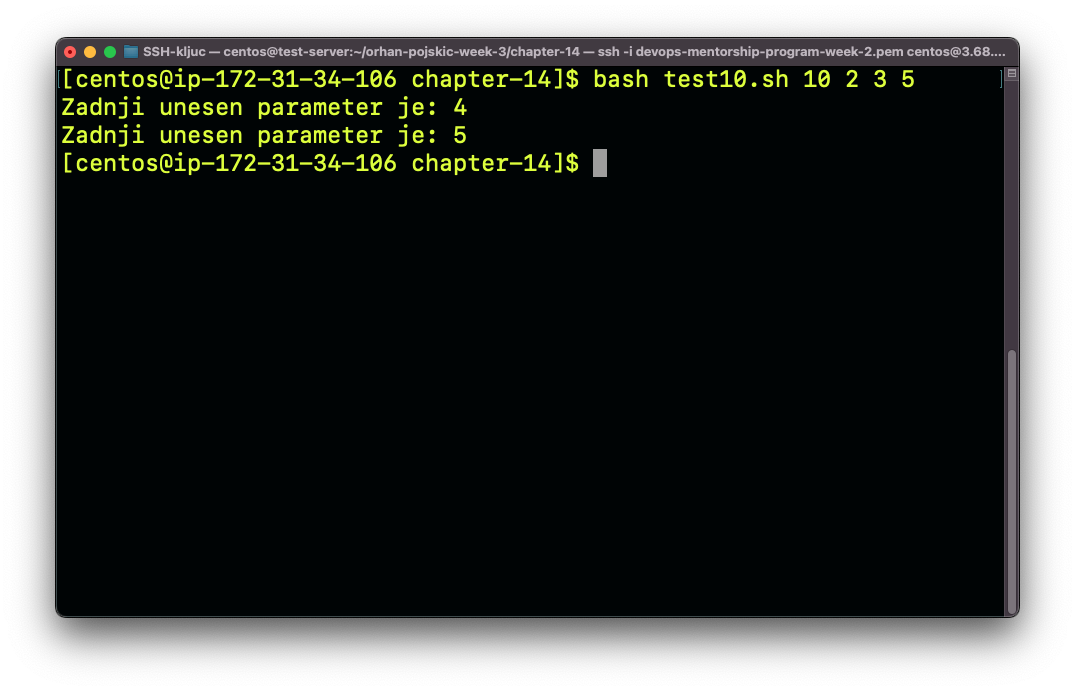 SSH-kljuc — centos@test-server:~/orhan-pojskic-week-3/chapter-14 — ssh -i devops-mentorship-program-week-2.pem centos@3.68....
[centos@ip-172-31-34-106 chapter-14]$ bash test10.sh 10 2 3 5
Zadnji unesen parameter je: 4
Zadnji unesen parameter je: 5
[centos@ip-172-31-34-106 chapter-14]$